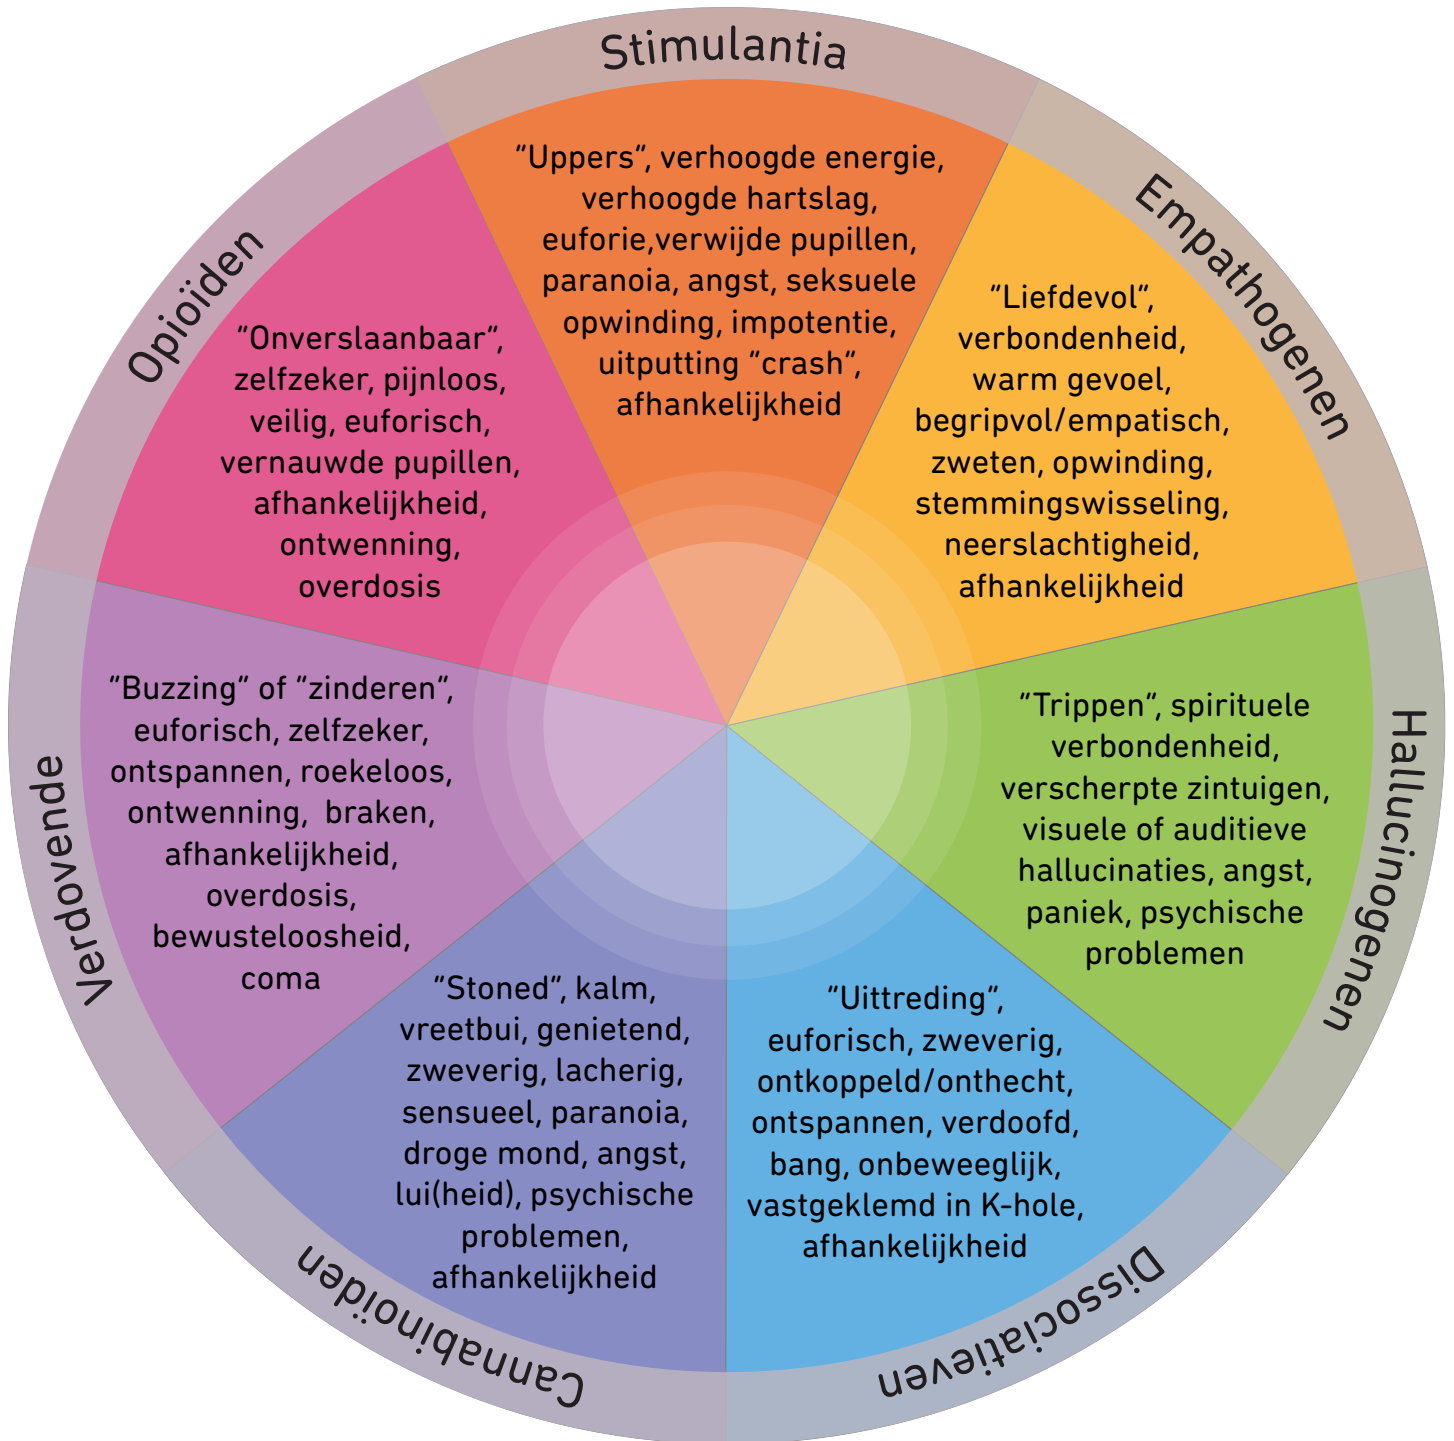 Stimulantia
"Uppers", verhoogde energie,
verhoogde hartslag,
euforie,verwijde pupillen,
paranoia, angst, seksuele
opwinding, impotentie,
uitputting "crash",
afhankelijkheid
Empathogenen
"Liefdevol",
verbondenheid,
warm gevoel,
begripvol/empatisch,
zweten, opwinding,
stemmingswisseling,
neerslachtigheid,
afhankelijkheid
Hallucinogenen
"Trippen", spirituele
verbondenheid,
verscherpte zintuigen,
visuele of auditieve
hallucinaties, angst,
paniek, psychische
problemen
Dissociatieven
"Uittreding",
euforisch, zweverig,
ontkoppeld/onthecht,
ontspannen, verdoofd,
bang, onbeweeglijk,
vastgeklemd in K-hole,
afhankelijkheid
Cannabinoïden
"Stoned", kalm,
vreetbui, genietend,
zweverig, lacherig,
sensueel, paranoia,
droge mond, angst,
lui(heid), psychische
problemen,
afhankelijkheid
Verdovende
"Buzzing" of "zinderen",
euforisch, zelfzeker,
ontspannen, roekeloos,
ontwenning, braken,
afhankelijkheid,
overdosis,
bewusteloosheid,
coma
Opioïden
"Onverslaanbaar",
zelfzeker, pijnloos,
veilig, euforisch,
vernauwde pupillen,
afhankelijkheid,
ontwenning,
overdosis